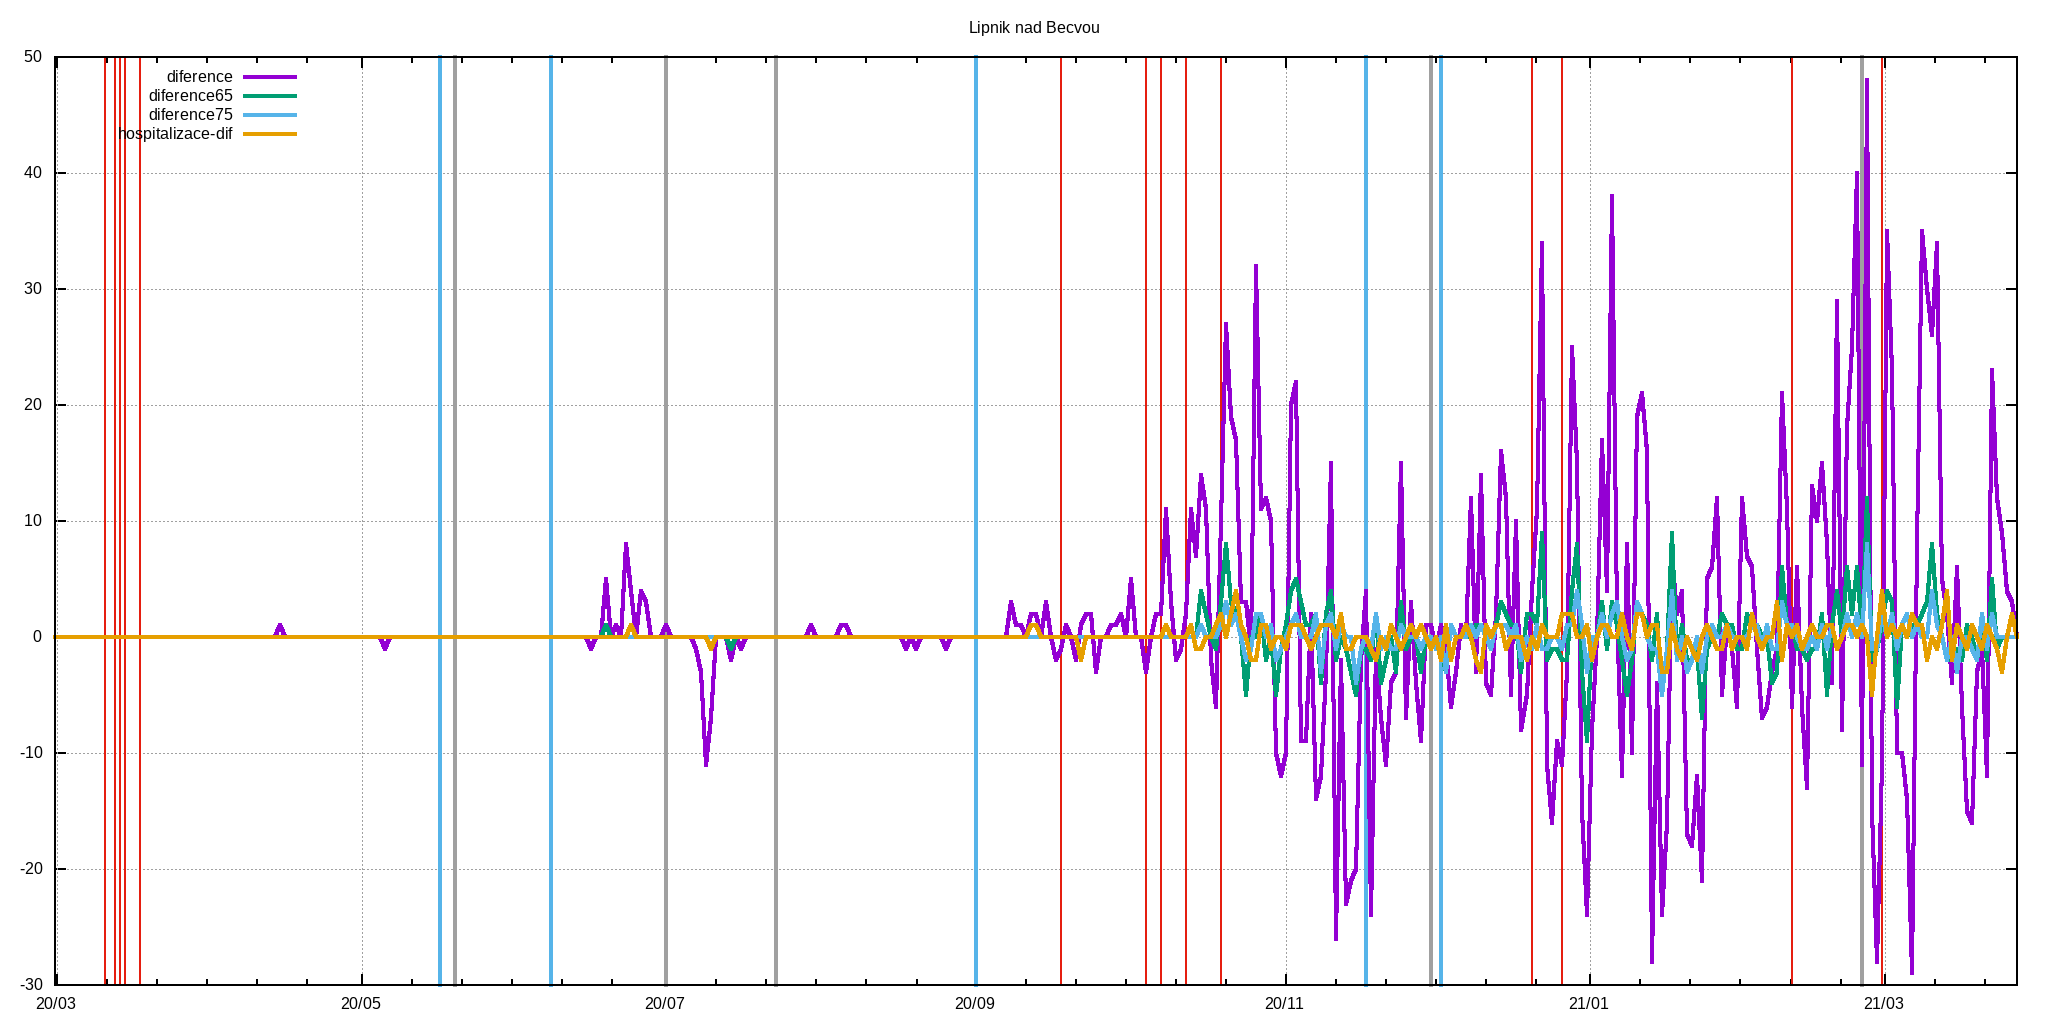 Lipnik nad Becvou
50
40
30
20
10
0
-10
-20
-30
diference
diference65
diference75
hospitalizace-dif
20/03 20/05 20/07 20/09 20/11 21/01 21/03